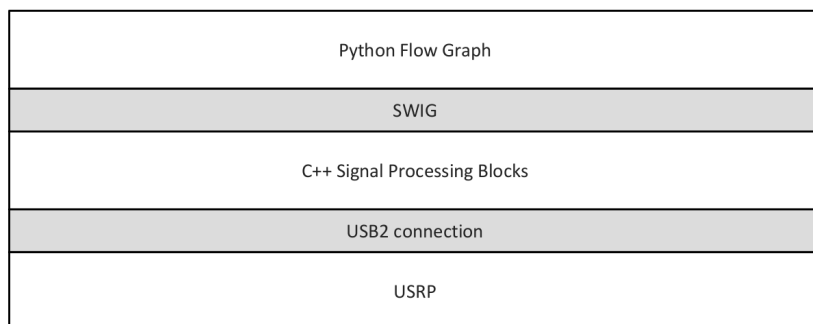 Python Flow Graph
SWIG
C++ Signal Processing Blocks
USB2 connection
USRP